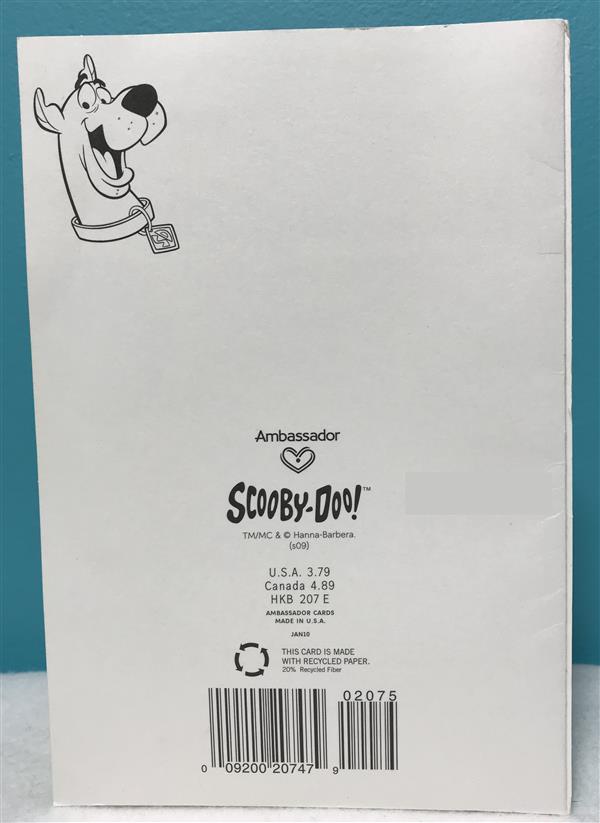 Ambassador
SCOOBY-DOO!™
TM/MC & © Hanna-Barbera.
(s09)
U.S.A. 3.79
Canada 4.89
HKB 207 E
AMBASSADOR CARDS
MADE IN U.S.A.
JAN10
THIS CARD IS MADE
WITH RECYCLED PAPER.
20% Recycled Fiber
02075
0 09200 20747 9